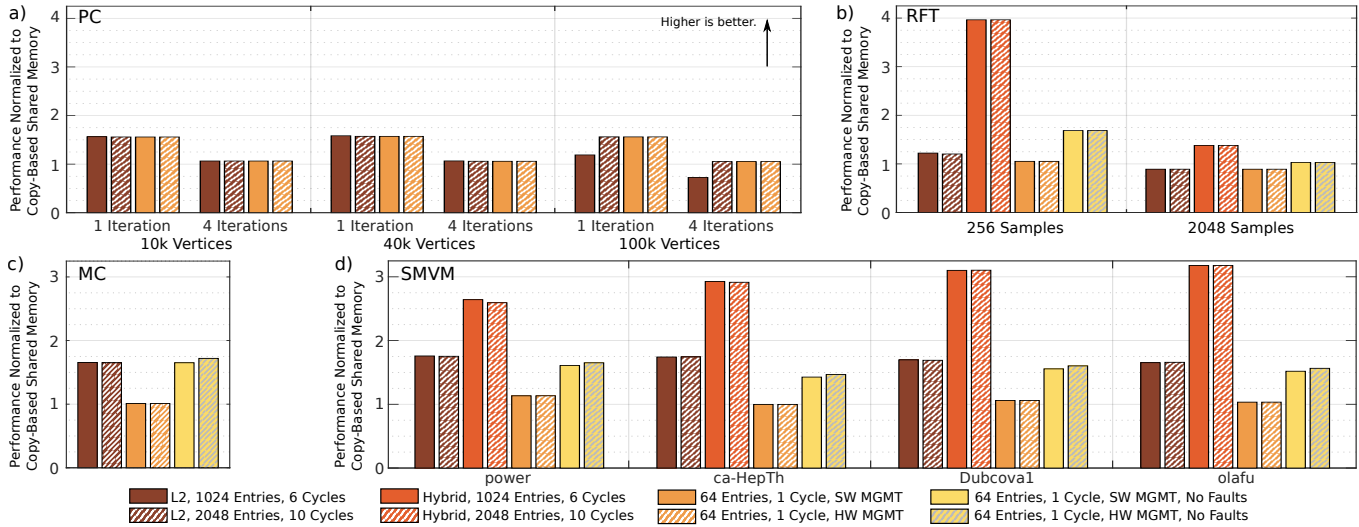 a)
PC
Higher is better.
Performance Normalized to
Copy-Based Shared Memory
4
3
2
1
0
1 Iteration
4 Iterations
1 Iteration
4 Iterations
1 Iteration
4 Iterations
10k Vertices
40k Vertices
100k Vertices
b)
RFT
Performance Normalized to
Copy-Based Shared Memory
4
3
2
1
0
256 Samples
2048 Samples
c)
MC
Performance Normalized to
Copy-Based Shared Memory
3
2
1
0
d)
SMVM
Performance Normalized to
Copy-Based Shared Memory
3
2
1
0
power
ca-HepTh
Dubcova1
olafu
L2, 1024 Entries, 6 Cycles
L2, 2048 Entries, 10 Cycles
Hybrid, 1024 Entries, 6 Cycles
Hybrid, 2048 Entries, 10 Cycles
64 Entries, 1 Cycle, SW MGMT
64 Entries, 1 Cycle, HW MGMT
64 Entries, 1 Cycle, SW MGMT, No Faults
64 Entries, 1 Cycle, HW MGMT, No Faults